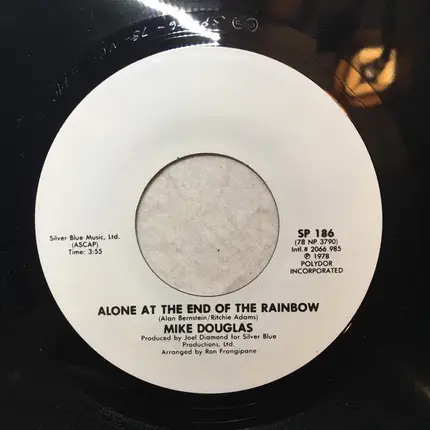 Silver Blue Music, Ltd.
(ASCAP)
Time: 3:55
SP 186
(78 NP 3790)
Intl.# 2066 985
℗ 1978
POLYDOR
INCORPORATED
ALONE AT THE END OF THE RAINBOW
(Alan Bernstein/Ritchie Adams)
MIKE DOUGLAS
Produced by Joel Diamond for Silver Blue
Productions, Ltd.
Arranged by Ron Frangipane